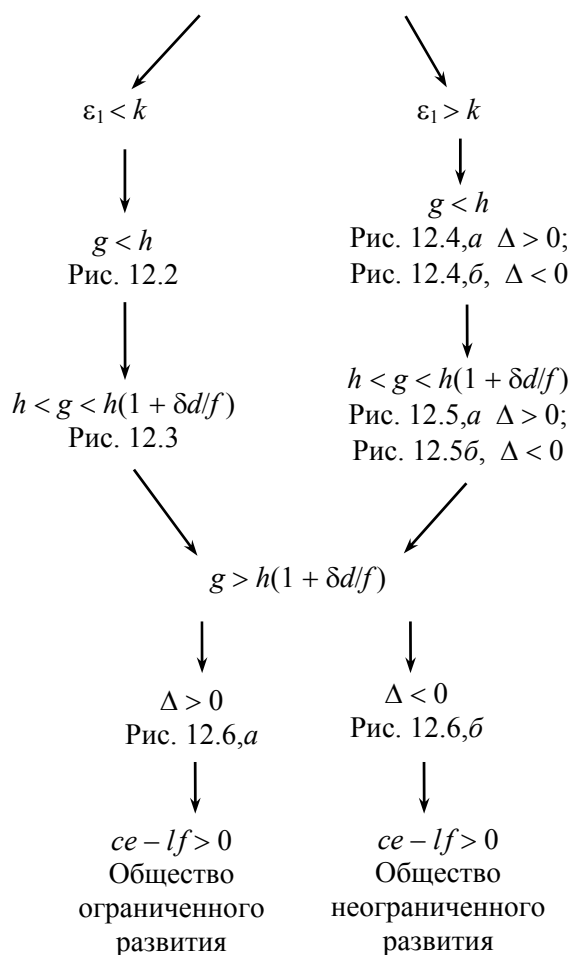 ε₁ < k
ε₁ > k
g < h
Рис. 12.2
g < h
Рис. 12.4,а Δ > 0;
Рис. 12.4,б, Δ < 0
h < g < h(1 + δd/f)
Рис. 12.3
h < g < h(1 + δd/f)
Рис. 12.5,а Δ > 0;
Рис. 12.5б, Δ < 0
g > h(1 + δd/f)
Δ > 0
Рис. 12.6,а
Δ < 0
Рис. 12.6,б
ce – lf > 0
Общество
ограниченного
развития
ce – lf > 0
Общество
неограниченного
развития